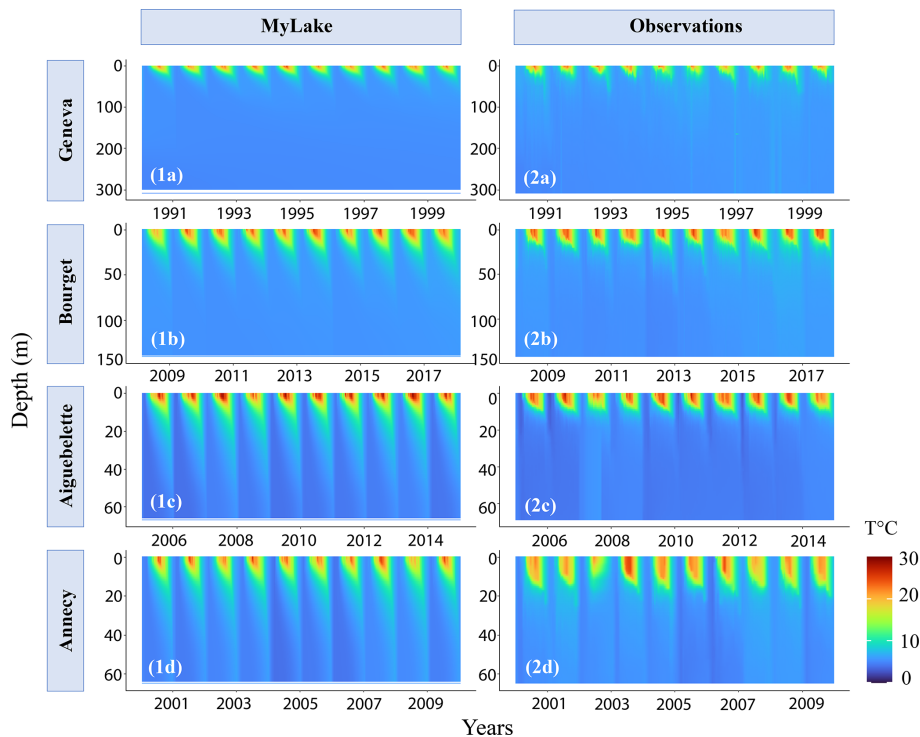 MyLake Observations
Geneva
0 0
100 100
200 200
300 300
(1a) (2a)
1991 1993 1995 1997 1999 1991 1993 1995 1997 1999
Bourget
0 0
50 50
100 100
150 150
(1b) (2b)
2009 2011 2013 2015 2017 2009 2011 2013 2015 2017
Depth (m)
Aiguebelette
0 0
20 20
40 40
60 60
(1c) (2c)
2006 2008 2010 2012 2014 2006 2008 2010 2012 2014
Annecy
0 0
20 20
40 40
60 60
(1d) (2d)
2001 2003 2005 2007 2009 2001 2003 2005 2007 2009
Years
T°C
30
20
10
0